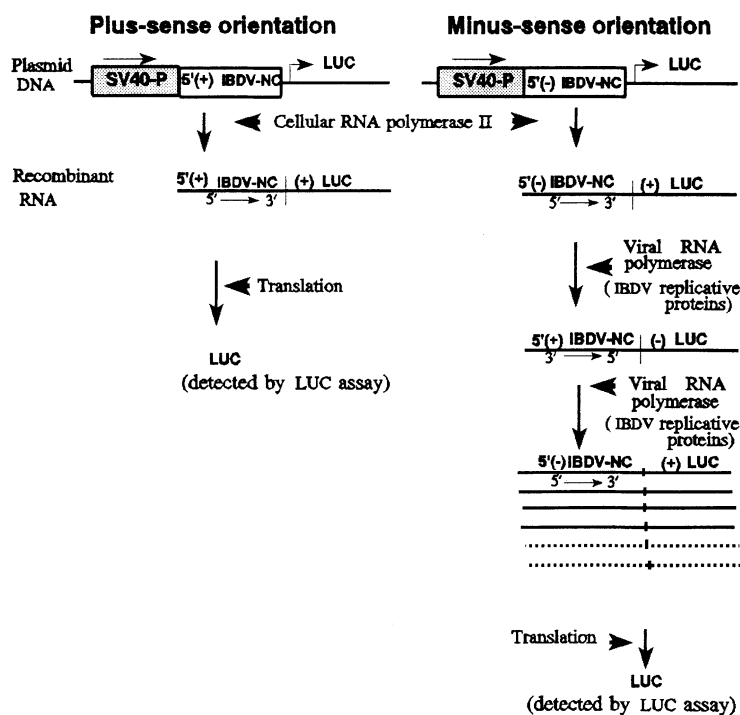 Plus-sense orientation
Minus-sense orientation
Plasmid
DNA
SV40-P
5'(+) IBDV-NC
LUC
SV40-P
5'(-) IBDV-NC
LUC
Cellular RNA polymerase II
Recombinant
RNA
5'(+) IBDV-NC (+) LUC
5' 3'
5'(-) IBDV-NC (+) LUC
5' 3'
Translation
Viral RNA
polymerase
( IBDV replicative
proteins)
LUC
(detected by LUC assay)
5'(+) IBDV-NC (-) LUC
3' 5'
Viral RNA
polymerase
( IBDV replicative
proteins)
5'(-)IBDV-NC (+) LUC
5' 3'
Translation
LUC
(detected by LUC assay)